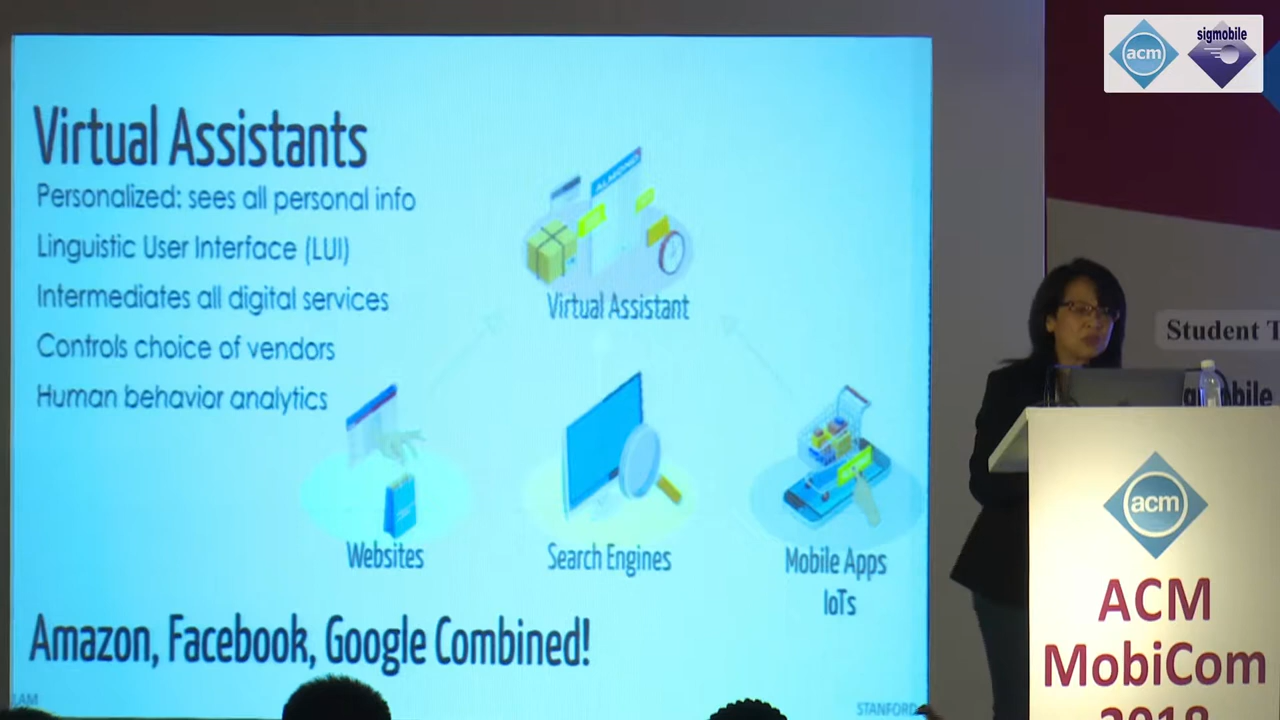 acm
sigmobile
Virtual Assistants
Personalized: sees all personal info
Linguistic User Interface (LUI)
Intermediates all digital services
Controls choice of vendors
Human behavior analytics
ALMOND
Virtual Assistant
Websites
Search Engines
Mobile Apps
IoTs
Amazon, Facebook, Google Combined!
STANFORD
Student T
acm
ACM
MobiCom
2018